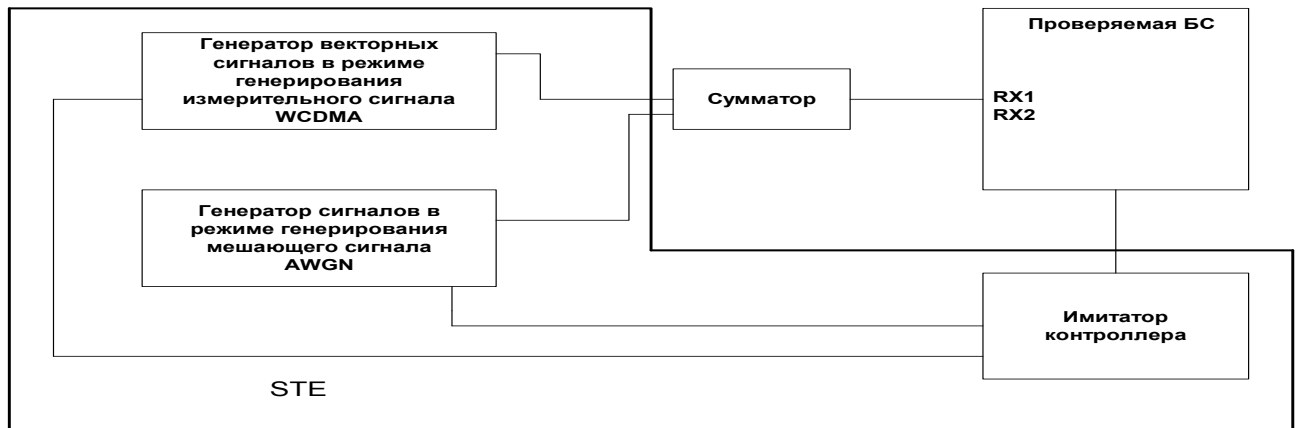 Генератор векторных
сигналов в режиме
генерирования
измерительного сигнала
WCDMA
Сумматор
Проверяемая БС
RX1
RX2
Генератор сигналов в
режиме генерирования
мешающего сигнала
AWGN
Имитатор
контроллера
STE